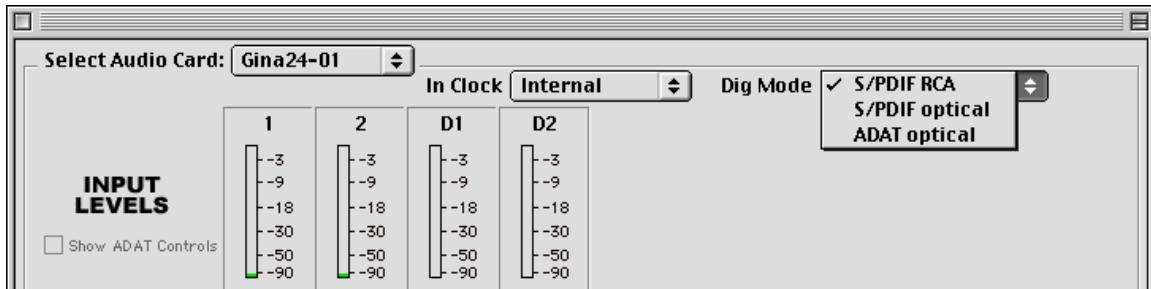 Select Audio Card: Gina24-01
In Clock Internal
Dig Mode ✓ S/PDIF RCA
S/PDIF optical
ADAT optical
1 2 D1 D2
INPUT
LEVELS
Show ADAT Controls
-3 -3 -3 -3
-9 -9 -9 -9
-18 -18 -18 -18
-30 -30 -30 -30
-50 -50 -50 -50
-90 -90 -90 -90